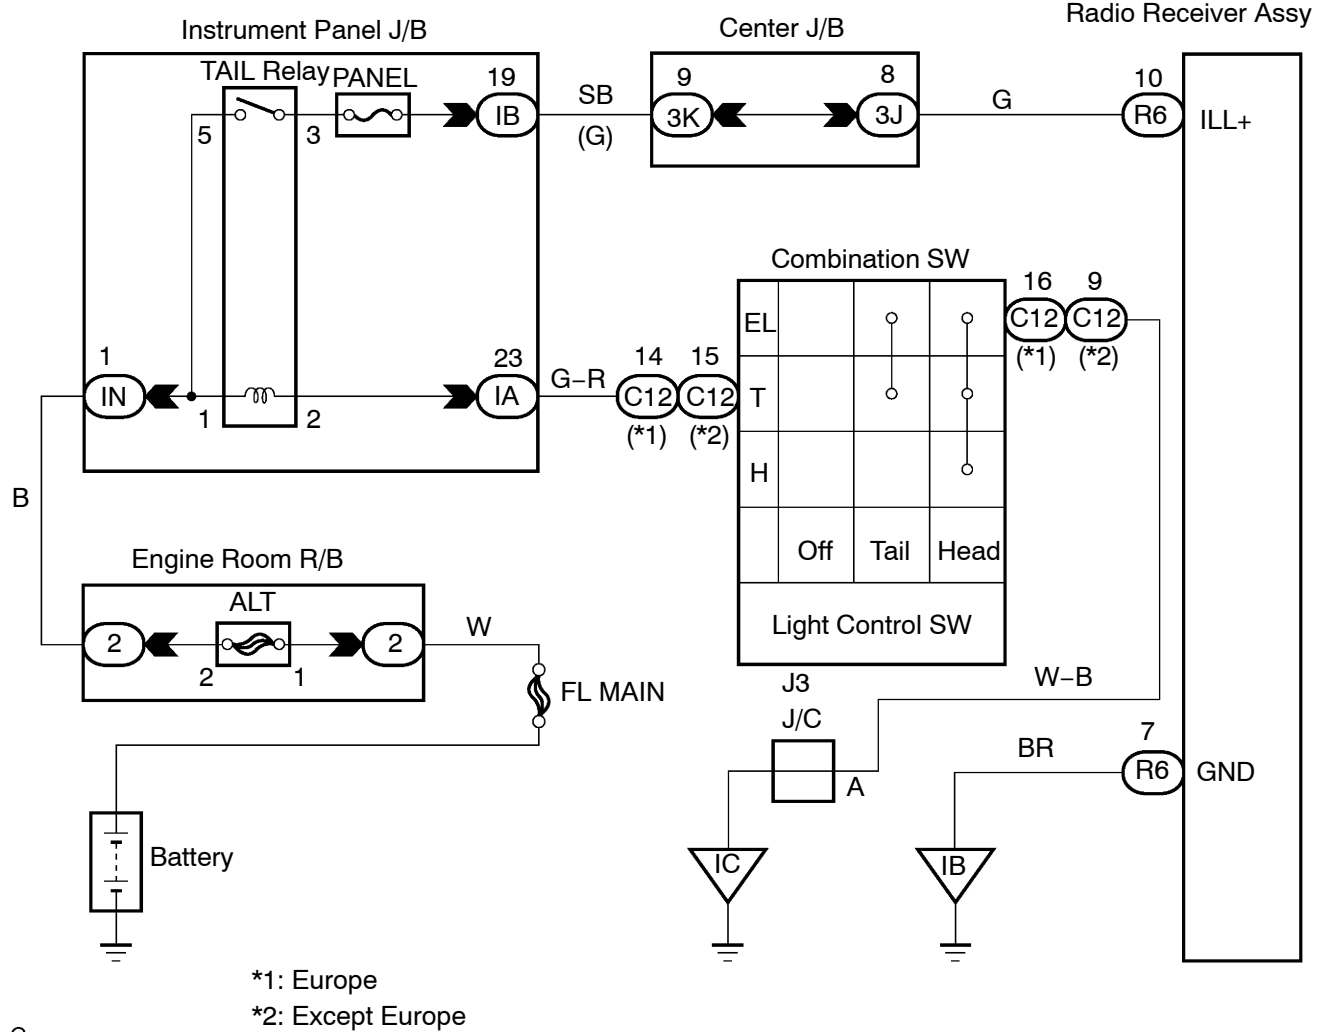 Radio Receiver Assy
Instrument Panel J/B
Center J/B
TAIL Relay
PANEL
19
9
8
10
SB
G
IB
3K
3J
R6
ILL+
5
3
(G)
Combination SW
16
9
EL
C12
C12
(*1)
(*2)
1
23
14
15
G–R
IN
IA
C12
C12
T
1
2
(*1)
(*2)
H
B
Off
Tail
Head
Engine Room R/B
ALT
Light Control SW
W
2
2
2
1
FL MAIN
J3
J/C
W–B
7
BR
R6
GND
A
Battery
IC
IB
*1: Europe
*2: Except Europe